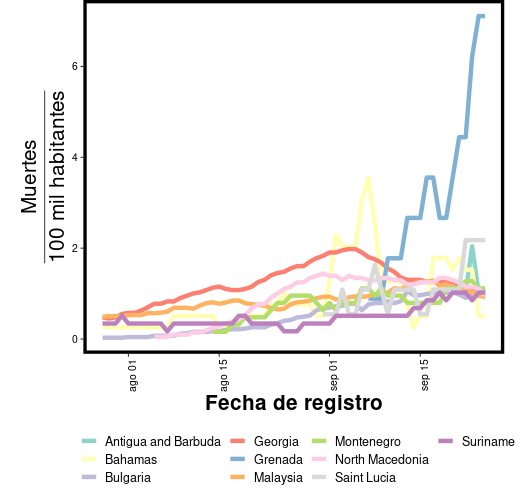 Muertes
100 mil habitantes
6
4
2
0
ago 01
ago 15
sep 01
sep 15
Fecha de registro
Antigua and Barbuda
Georgia
Montenegro
Suriname
Bahamas
Grenada
North Macedonia
Bulgaria
Malaysia
Saint Lucia